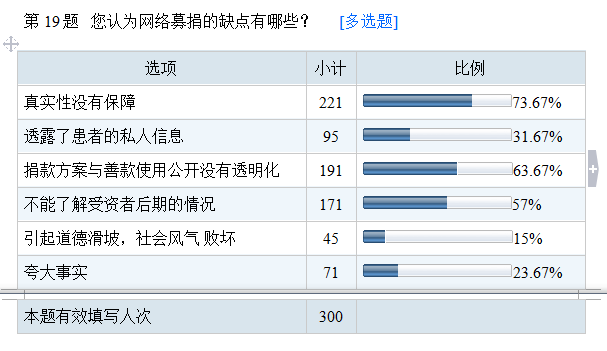 第 19 题 您认为网络募捐的缺点有哪些? [多选题]
选项 小计 比例
真实性没有保障 221 73.67%
透露了患者的私人信息 95 31.67%
捐款方案与善款使用公开没有透明化 191 63.67%
不能了解受资者后期的情况 171 57%
引起道德滑坡，社会风气 败坏 45 15%
夸大事实 71 23.67%
本题有效填写人次 300